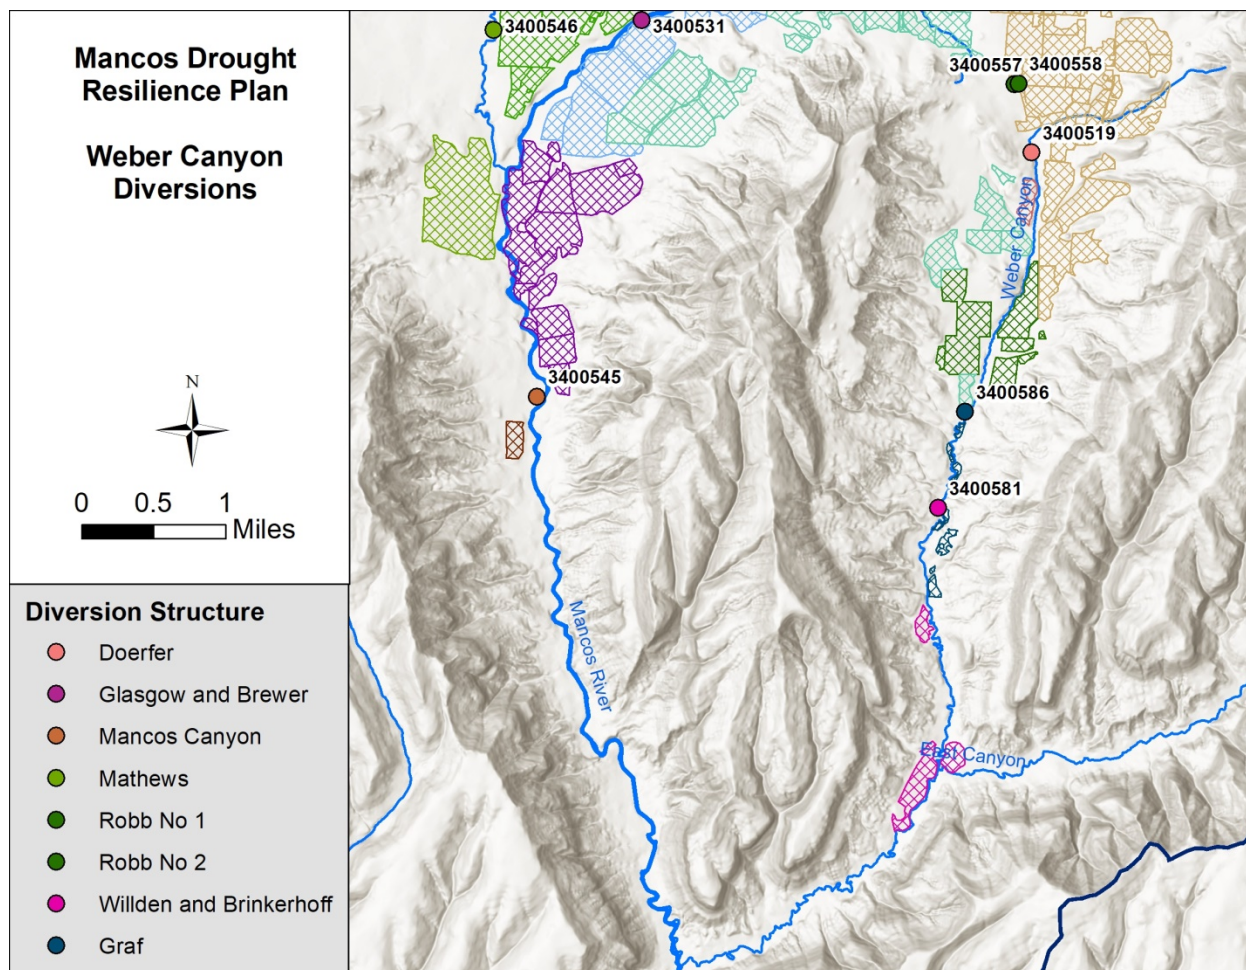 Mancos Drought
Resilience Plan
Weber Canyon
Diversions
N
0 0.5 1
Miles
Diversion Structure
Doerfer
Glasgow and Brewer
Mancos Canyon
Mathews
Robb No 1
Robb No 2
Willden and Brinkerhoff
Graf
3400546
3400531
3400557
3400558
3400519
Weber Canyon
3400545
3400586
3400581
Mancos River
East Canyon